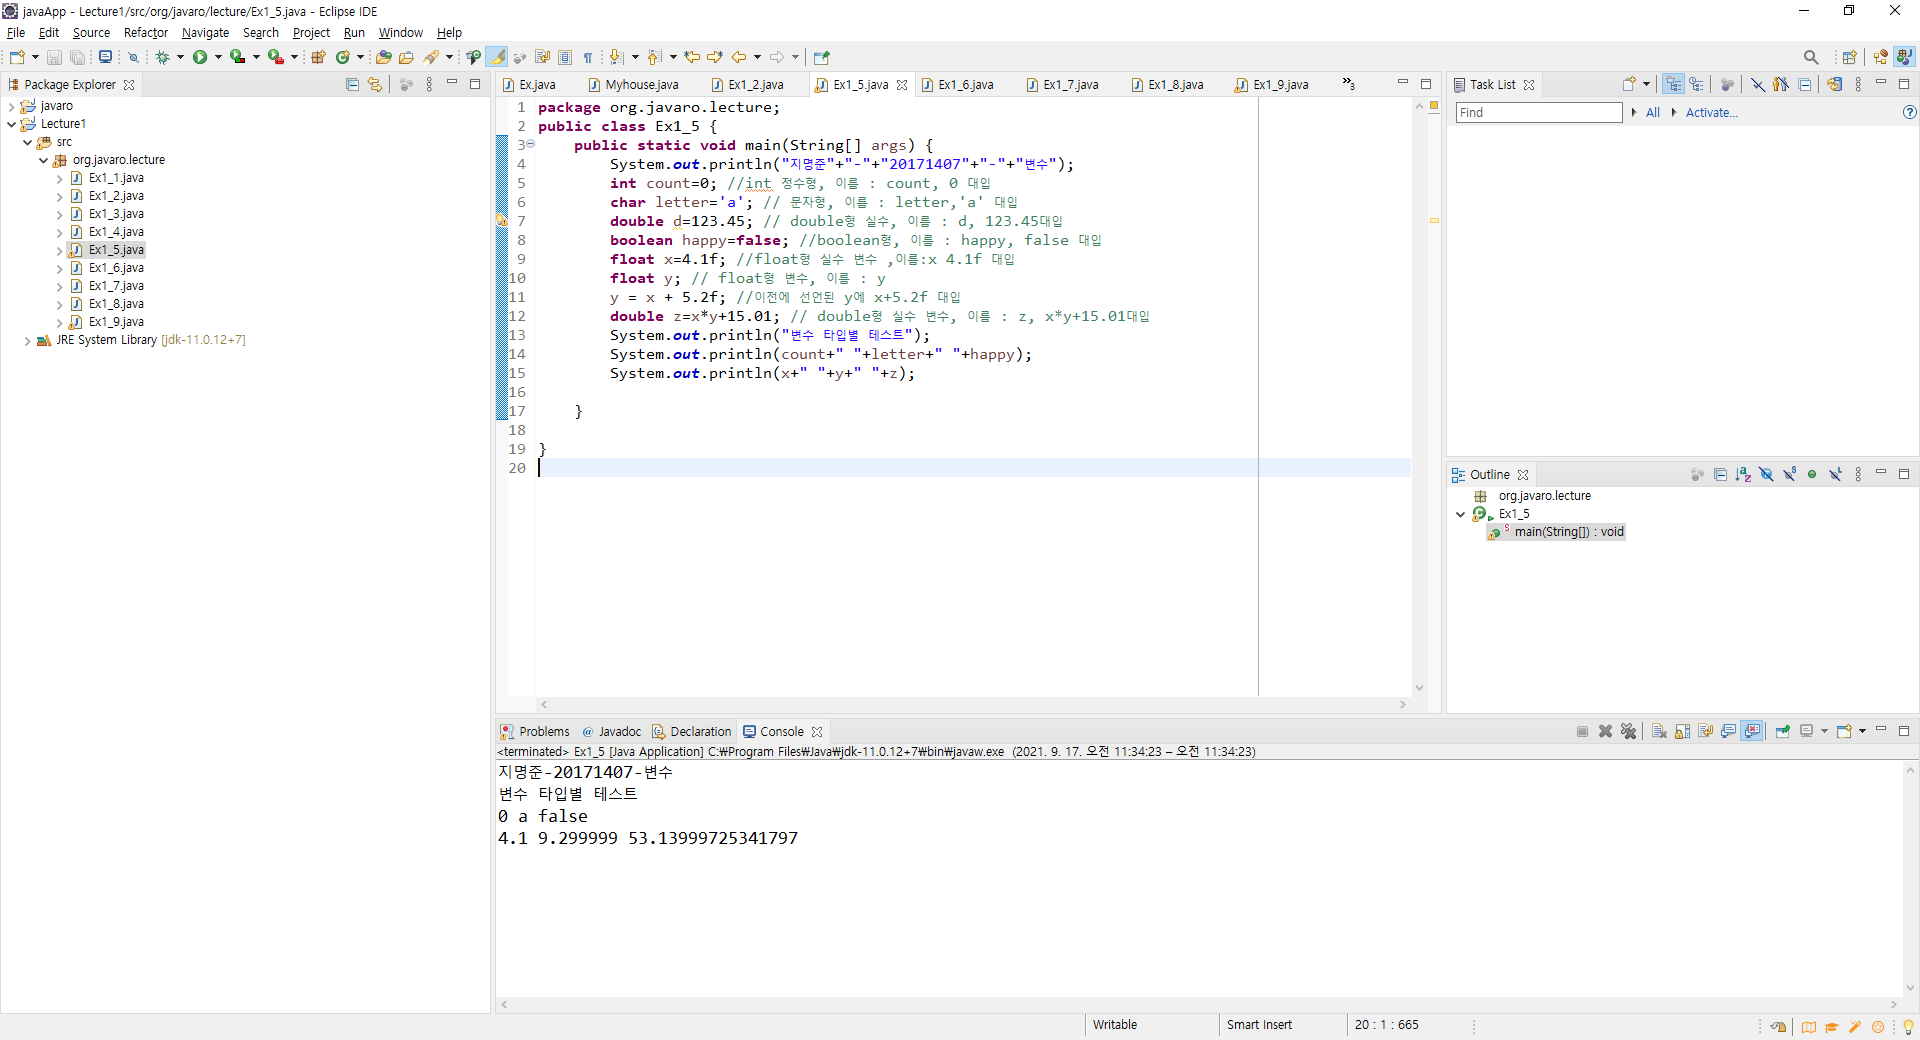 javaApp - Lecture1/src/org/javaro/lecture/Ex1_5.java - Eclipse IDE
File Edit Source Refactor Navigate Search Project Run Window Help
Package Explorer
javaro
Lecture1
src
org.javaro.lecture
Ex1_1.java
Ex1_2.java
Ex1_3.java
Ex1_4.java
Ex1_5.java
Ex1_6.java
Ex1_7.java
Ex1_8.java
Ex1_9.java
JRE System Library [jdk-11.0.12+7]
Ex.java Myhouse.java Ex1_2.java Ex1_5.java Ex1_6.java Ex1_7.java Ex1_8.java Ex1_9.java »3
1 package org.javaro.lecture;
2 public class Ex1_5 {
3 public static void main(String[] args) {
4 System.out.println("지명준"+"-"+"20171407"+"-"+"변수");
5 int count=0; //int 정수형, 이름 : count, 0 대입
6 char letter='a'; // 문자형, 이름 : letter,'a' 대입
7 double d=123.45; // double형 실수, 이름 : d, 123.45대입
8 boolean happy=false; //boolean형, 이름 : happy, false 대입
9 float x=4.1f; //float형 실수 변수 ,이름:x 4.1f 대입
10 float y; // float형 변수, 이름 : y
11 y = x + 5.2f; //이전에 선언된 y에 x+5.2f 대입
12 double z=x*y+15.01; // double형 실수 변수, 이름 : z, x*y+15.01대입
13 System.out.println("변수 타입별 테스트");
14 System.out.println(count+" "+letter+" "+happy);
15 System.out.println(x+" "+y+" "+z);
16
17 }
18
19 }
20
Task List
Find All Activate...
Outline
org.javaro.lecture
Ex1_5
main(String[]) : void
Problems @ Javadoc Declaration Console
<terminated> Ex1_5 [Java Application] C:₩Program Files₩Java₩jdk-11.0.12+7₩bin₩javaw.exe (2021. 9. 17. 오전 11:34:23 – 오전 11:34:23)
지명준-20171407-변수
변수 타입별 테스트
0 a false
4.1 9.299999 53.13999725341797
Writable Smart Insert 20 : 1 : 665